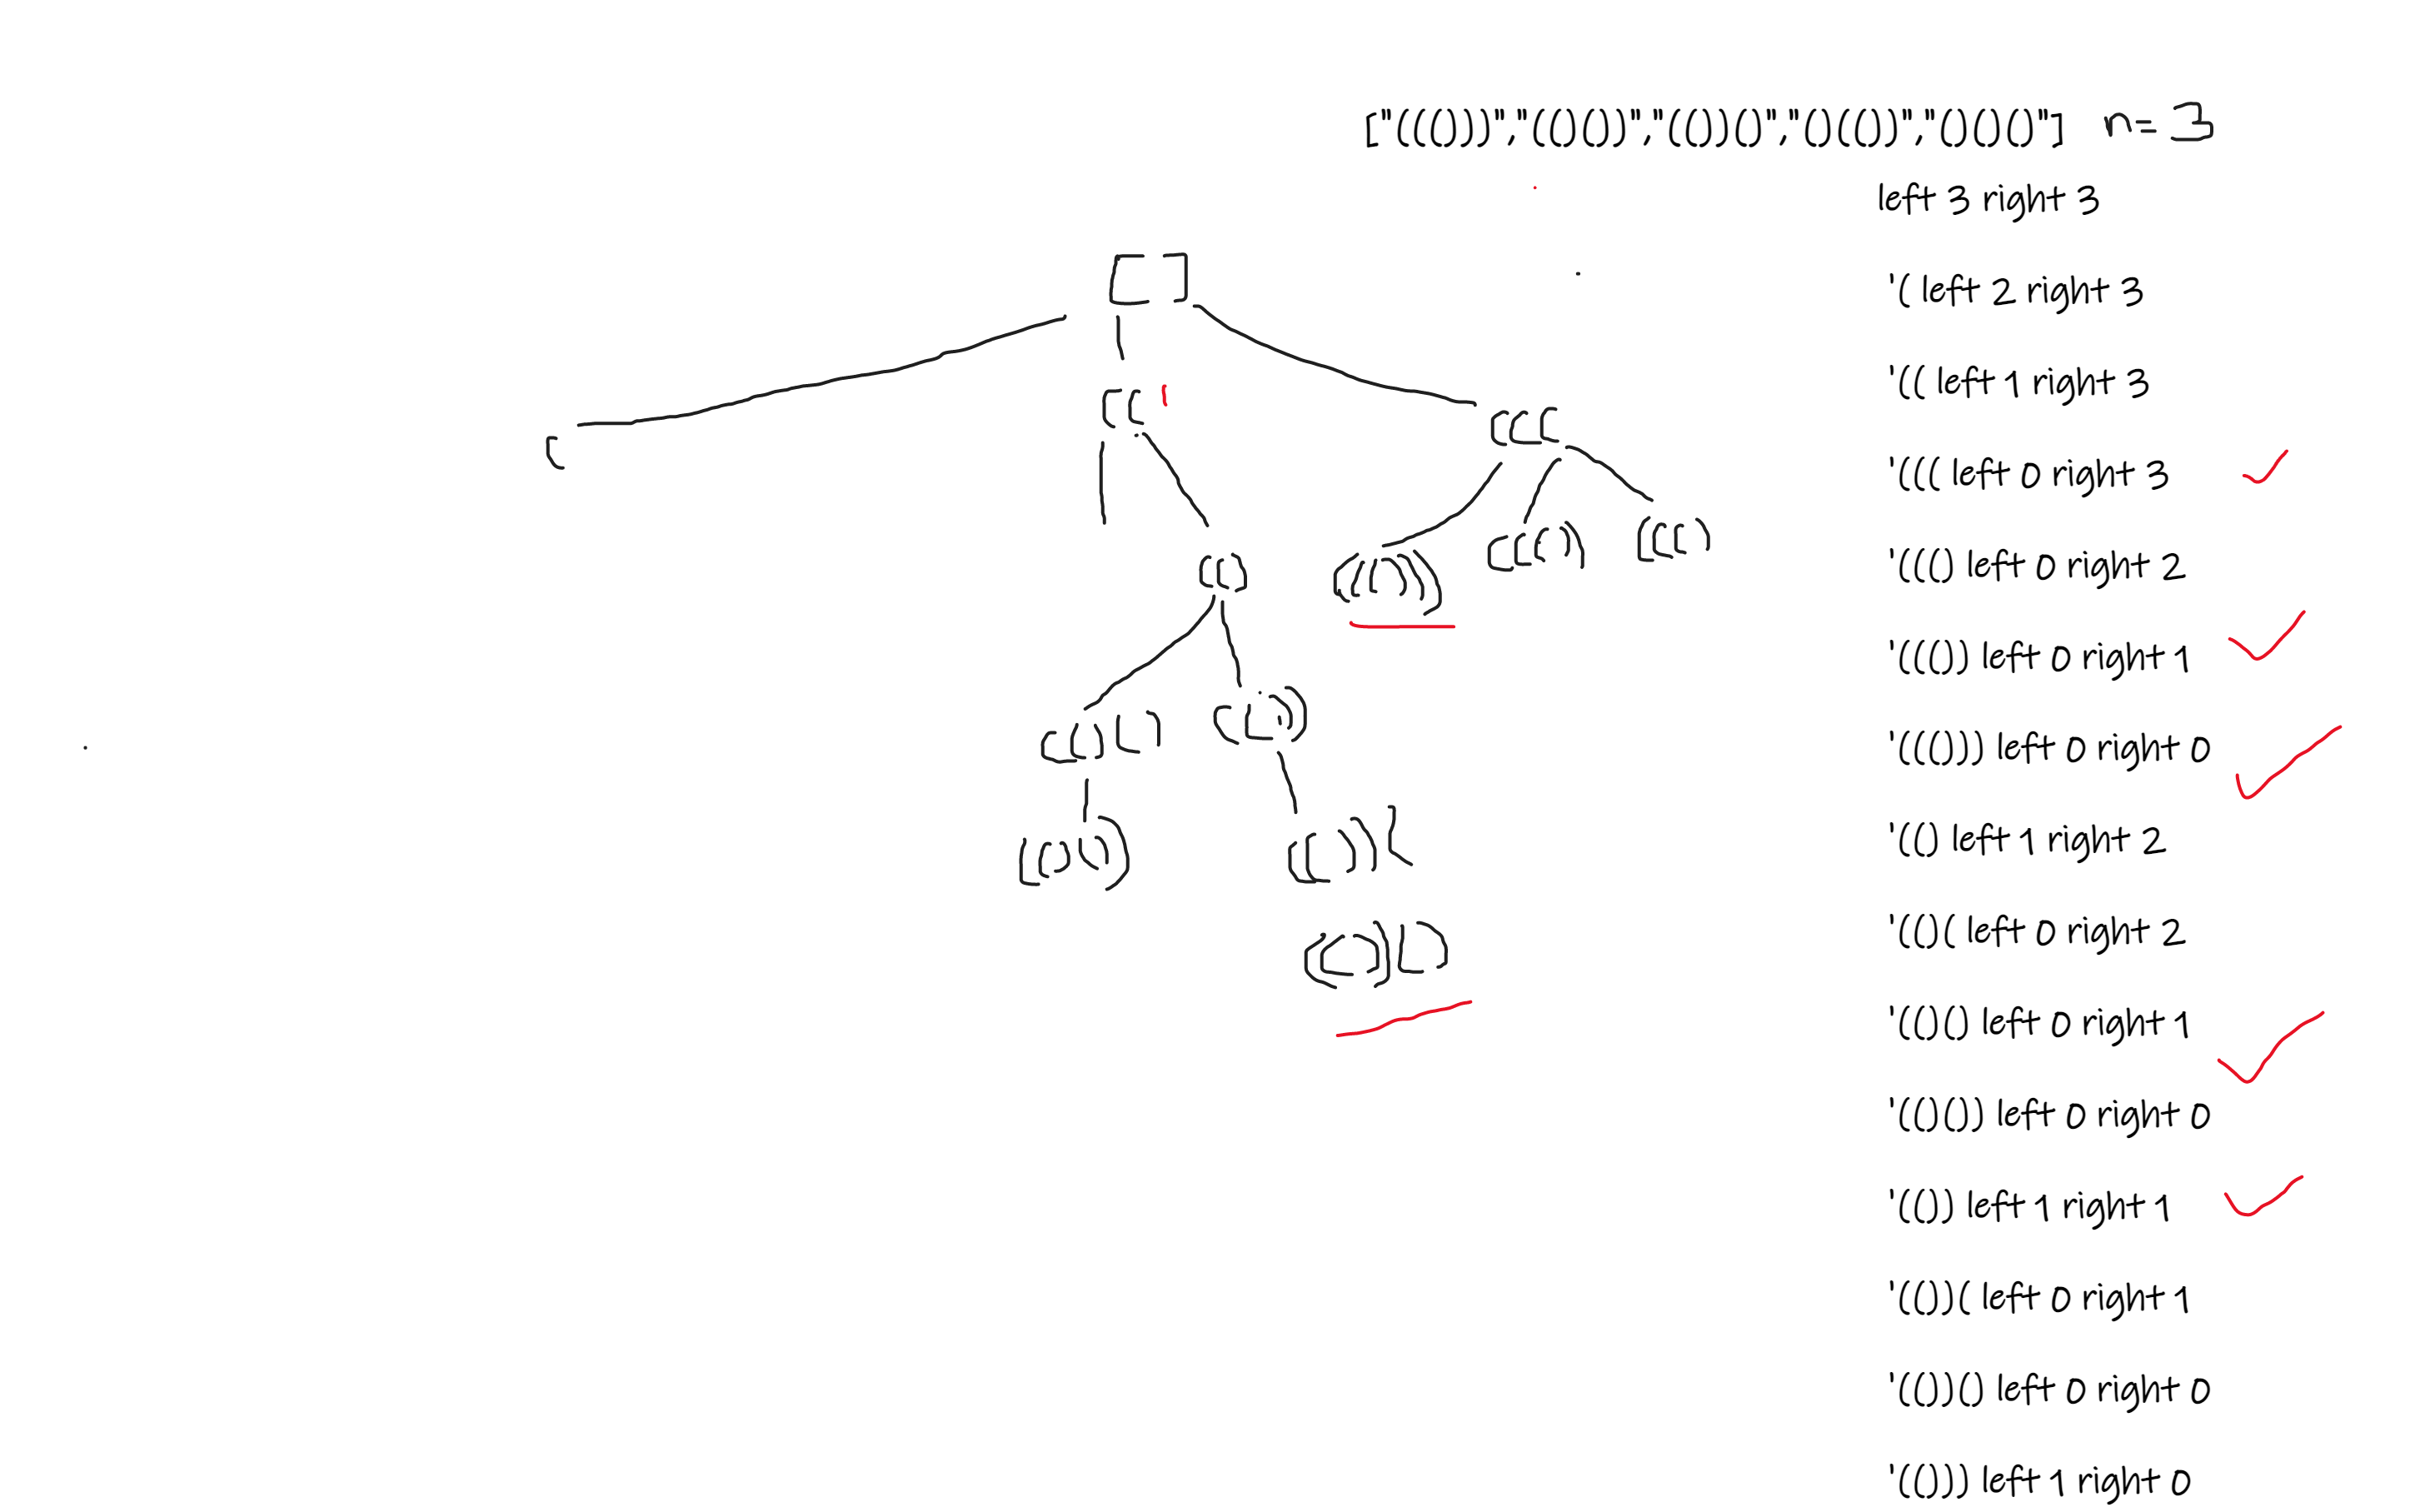 ["((()))","(()())","(())()","()(())","()()()"] n=3
left 3 right 3
[ ]
'( left 2 right 3
'(( left 1 right 3
((
(((
(
'((( left 0 right 3
((()))
((())
((()
(()
'((() left 0 right 2
'((()) left 0 right 1
(()()
(())
'((())) left 0 right 0
(()())
(())(
'(() left 1 right 2
'(()( left 0 right 2
(())()
'(()() left 0 right 1
'(()()) left 0 right 0
'(()) left 1 right 1
'(())( left 0 right 1
'(())() left 0 right 0
'(())) left 1 right 0